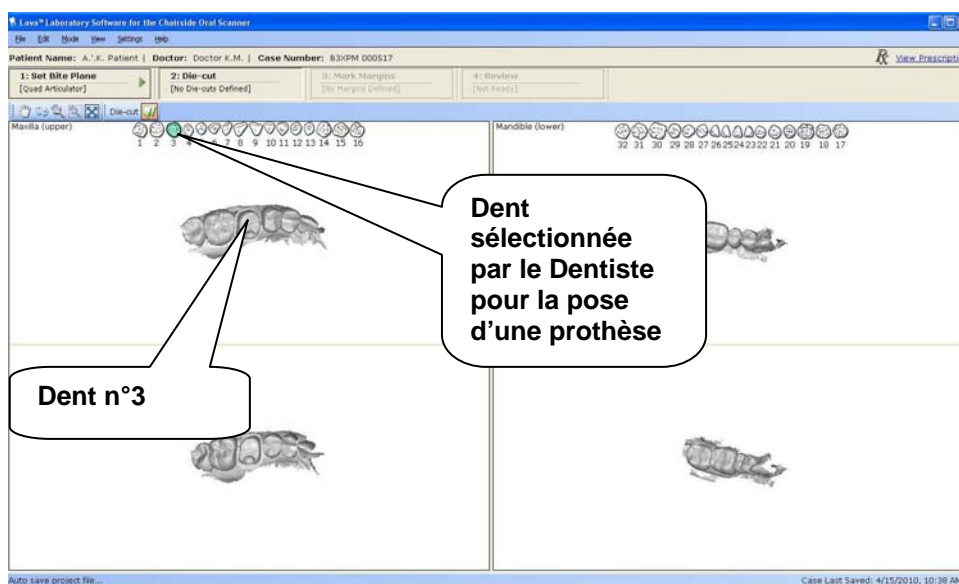 Lava™ Laboratory Software for the Chairside Oral Scanner
File Edit Mode View Settings Help
Patient Name: A.'.K. Patient | Doctor: Doctor K.M. | Case Number: B3XPM 000517
View Prescripti
1: Set Bite Plane
[Quad Articulator]
2: Die-cut
[No Die-cuts Defined]
3: Mark Margins
[No Margins Defined]
4: Review
[Not Ready]
Die-cut
Maxilla (upper)
1 2 3 4 6 7 8 9 10 11 12 13 14 15 16
Mandible (lower)
32 31 30 29 28 27 26 25 24 23 22 21 20 19 18 17
Dent
sélectionnée
par le Dentiste
pour la pose
d'une prothèse
Dent n°3
Auto save project file...
Case Last Saved: 4/15/2010, 10:38 AM